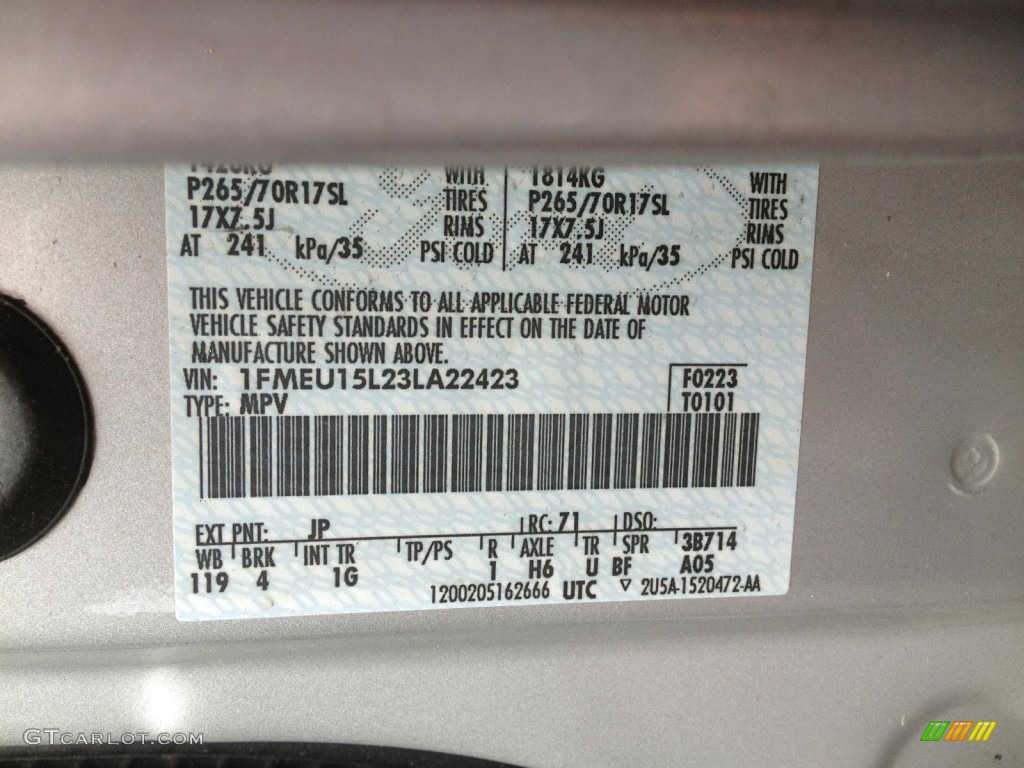 1428KG WITH 1814KG WITH
P265/70R17SL TIRES P265/70R17SL TIRES
17X7.5J RIMS 17X7.5J RIMS
AT 241 kPa/35 PSI COLD AT 241 kPa/35 PSI COLD
THIS VEHICLE CONFORMS TO ALL APPLICABLE FEDERAL MOTOR
VEHICLE SAFETY STANDARDS IN EFFECT ON THE DATE OF
MANUFACTURE SHOWN ABOVE.
VIN: 1FMEU15L23LA22423 F0223
TYPE: MPV T0101
EXT PNT: JP RC: 71 DSO:
WB BRK INT TR TP/PS R AXLE TR SPR 3B714
119 4 1G 1 H6 U BF A05
1200205162666 UTC ▽ 2U5A-1520472-AA
GTCARLOT.COM